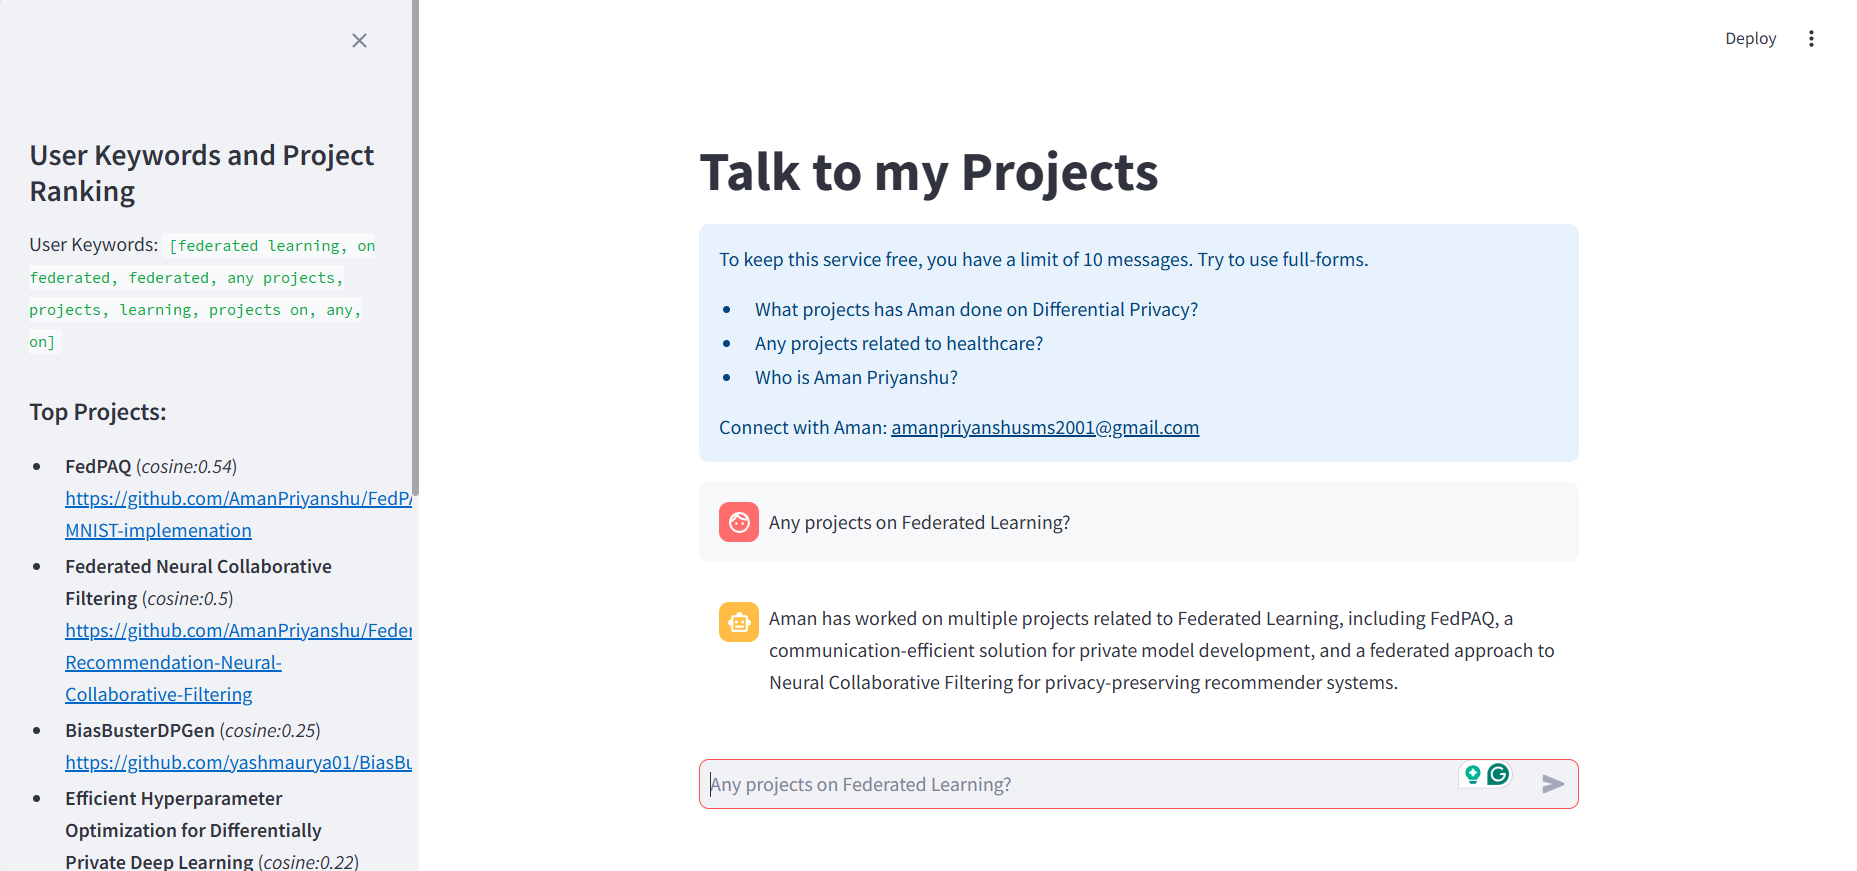 User Keywords and Project
Ranking
User Keywords: [federated learning, on
federated, federated, any projects,
projects, learning, projects on, any,
on]
Top Projects:
FedPAQ (cosine:0.54)
https://github.com/AmanPriyanshu/FedPA
MNIST-implemenation
Federated Neural Collaborative
Filtering (cosine:0.5)
https://github.com/AmanPriyanshu/Feder
Recommendation-Neural-
Collaborative-Filtering
BiasBusterDPGen (cosine:0.25)
https://github.com/yashmaurya01/BiasBu
Efficient Hyperparameter
Optimization for Differentially
Private Deep Learning (cosine:0.22)
Deploy
Talk to my Projects
To keep this service free, you have a limit of 10 messages. Try to use full-forms.
What projects has Aman done on Differential Privacy?
Any projects related to healthcare?
Who is Aman Priyanshu?
Connect with Aman: amanpriyanshusms2001@gmail.com
Any projects on Federated Learning?
Aman has worked on multiple projects related to Federated Learning, including FedPAQ, a
communication-efficient solution for private model development, and a federated approach to
Neural Collaborative Filtering for privacy-preserving recommender systems.
Any projects on Federated Learning?